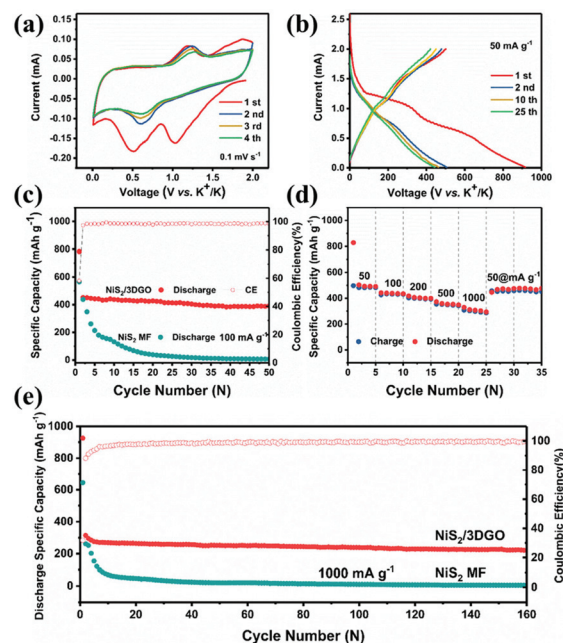 (a)
Current (mA)
0.10
0.05
0.00
0.05
-0.10
-0.15
-0.20
1 st
2 nd
3 rd
4 th
0.1 mV s⁻¹
0.0 0.5 1.0 1.5 2.0
Voltage (V vs. K⁺/K)
(b)
Current (mA)
2.5
2.0
1.5
1.0
0.5
0.0
50 mA g⁻¹
1 st
2 nd
10 th
25 th
0 200 400 600 800 1000
Voltage (V vs. K⁺/K)
(c)
Specific Capacity (mAh g⁻¹)
1000
800
600
400
200
0
NiS₂/3DGO Discharge CE
NiS₂ MF Discharge 100 mA g⁻¹
100
80
60
40
20
0
Coulombic Efficiency(%)
0 5 10 15 20 25 30 35 40 45 50
Cycle Number (N)
(d)
Specific Capacity (mAh g⁻¹)
1000
800
600
400
200
0
50 100 200 500 1000 50@mA g⁻¹
Charge Discharge
0 5 10 15 20 25 30 35
Cycle Number (N)
(e)
Discharge Specific Capacity (mAh g⁻¹)
1000
800
600
400
200
0
NiS₂/3DGO
1000 mA g⁻¹ NiS₂ MF
100
80
60
40
20
0
Coulombic Efficiency(%)
0 20 40 60 80 100 120 140 160
Cycle Number (N)